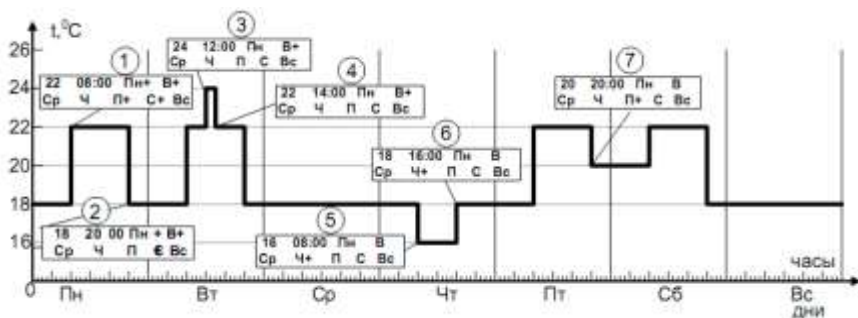 t,⁰C
26
24
22
20
18
16
0
1
22 08:00 Пн+ В+
Ср Ч П+ С+ Вс
2
18 20 00 Пн + В+
Ср Ч П Є Вс
3
24 12:00 Пн В+
Ср Ч П С Вс
4
22 14:00 Пн В+
Ср Ч П С Вс
5
16 08:00 Пн В
Ср Ч+ П С Вс
6
18 16:00 Пн В
Ср Ч+ П С Вс
7
20 20:00 Пн В
Ср Ч П+ С Вс
часы
Пн Вт Ср Чт Пт Сб Вс
дни